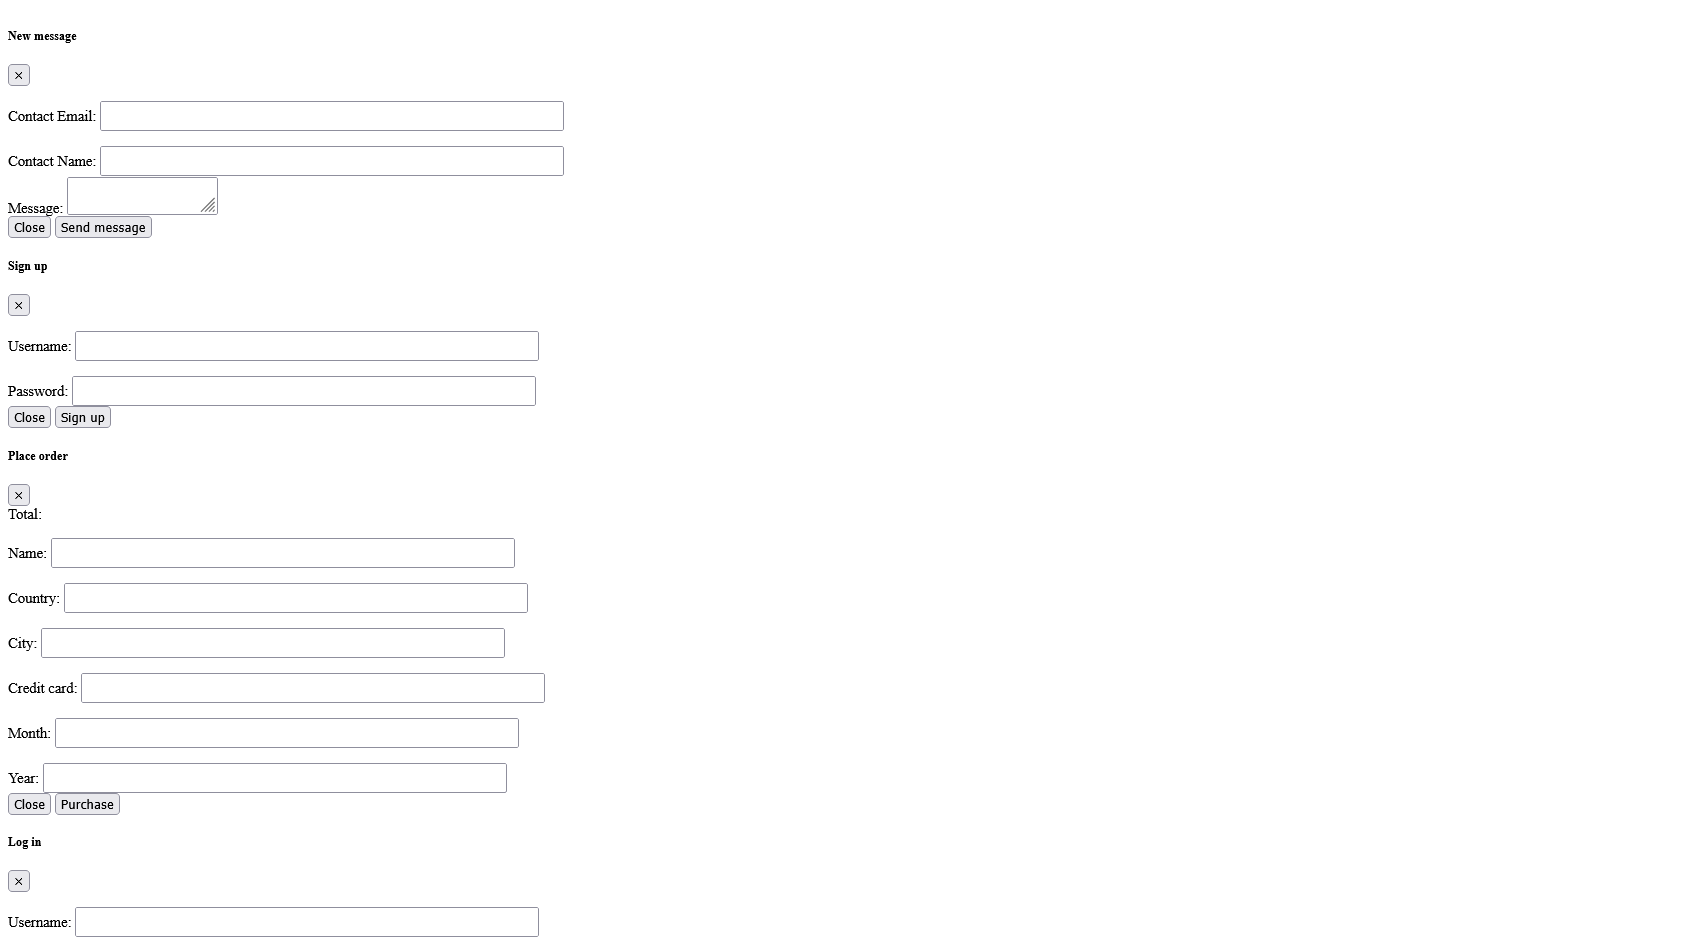 New message
×
Contact Email:
Contact Name:
Message:
Close Send message
Sign up
×
Username:
Password:
Close Sign up
Place order
×
Total:
Name:
Country:
City:
Credit card:
Month:
Year:
Close Purchase
Log in
×
Username: